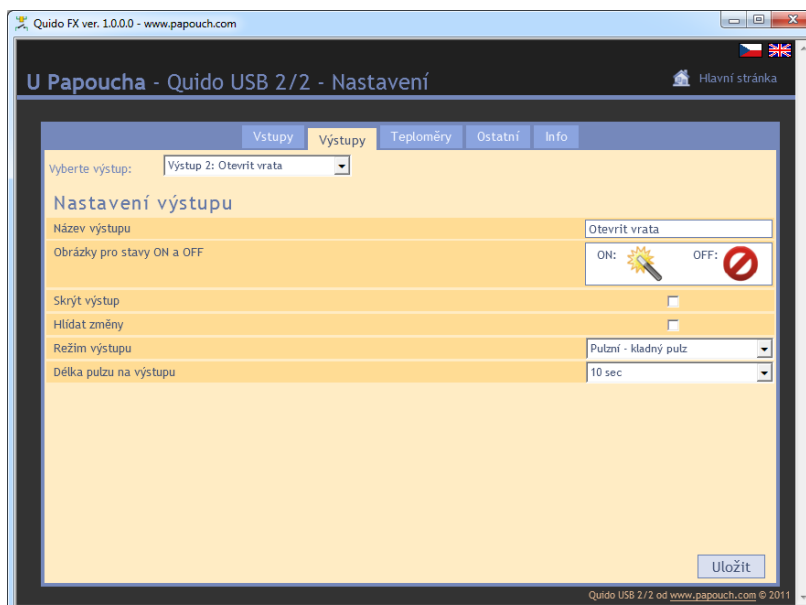 Quido FX ver. 1.0.0.0 - www.papouch.com
U Papoucha - Quido USB 2/2 - Nastavení
Hlavní stránka
Vstupy Výstupy Teploměry Ostatní Info
Vyberte výstup: Výstup 2: Otevrit vrata
Nastavení výstupu
Název výstupu Otevrit vrata
Obrázky pro stavy ON a OFF ON: OFF:
Skrýt výstup
Hlídat změny
Režim výstupu Pulzní - kladný pulz
Délka pulzu na výstupu 10 sec
Uložit
Quido USB 2/2 od www.papouch.com © 2011